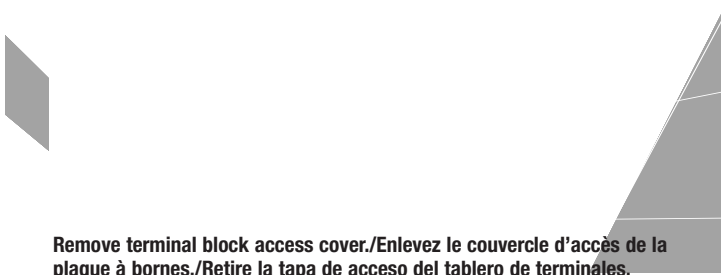 Remove terminal block access cover./Enlevez le couvercle d'accès de la
plaque à bornes./Retire la tapa de acceso del tablero de terminales.